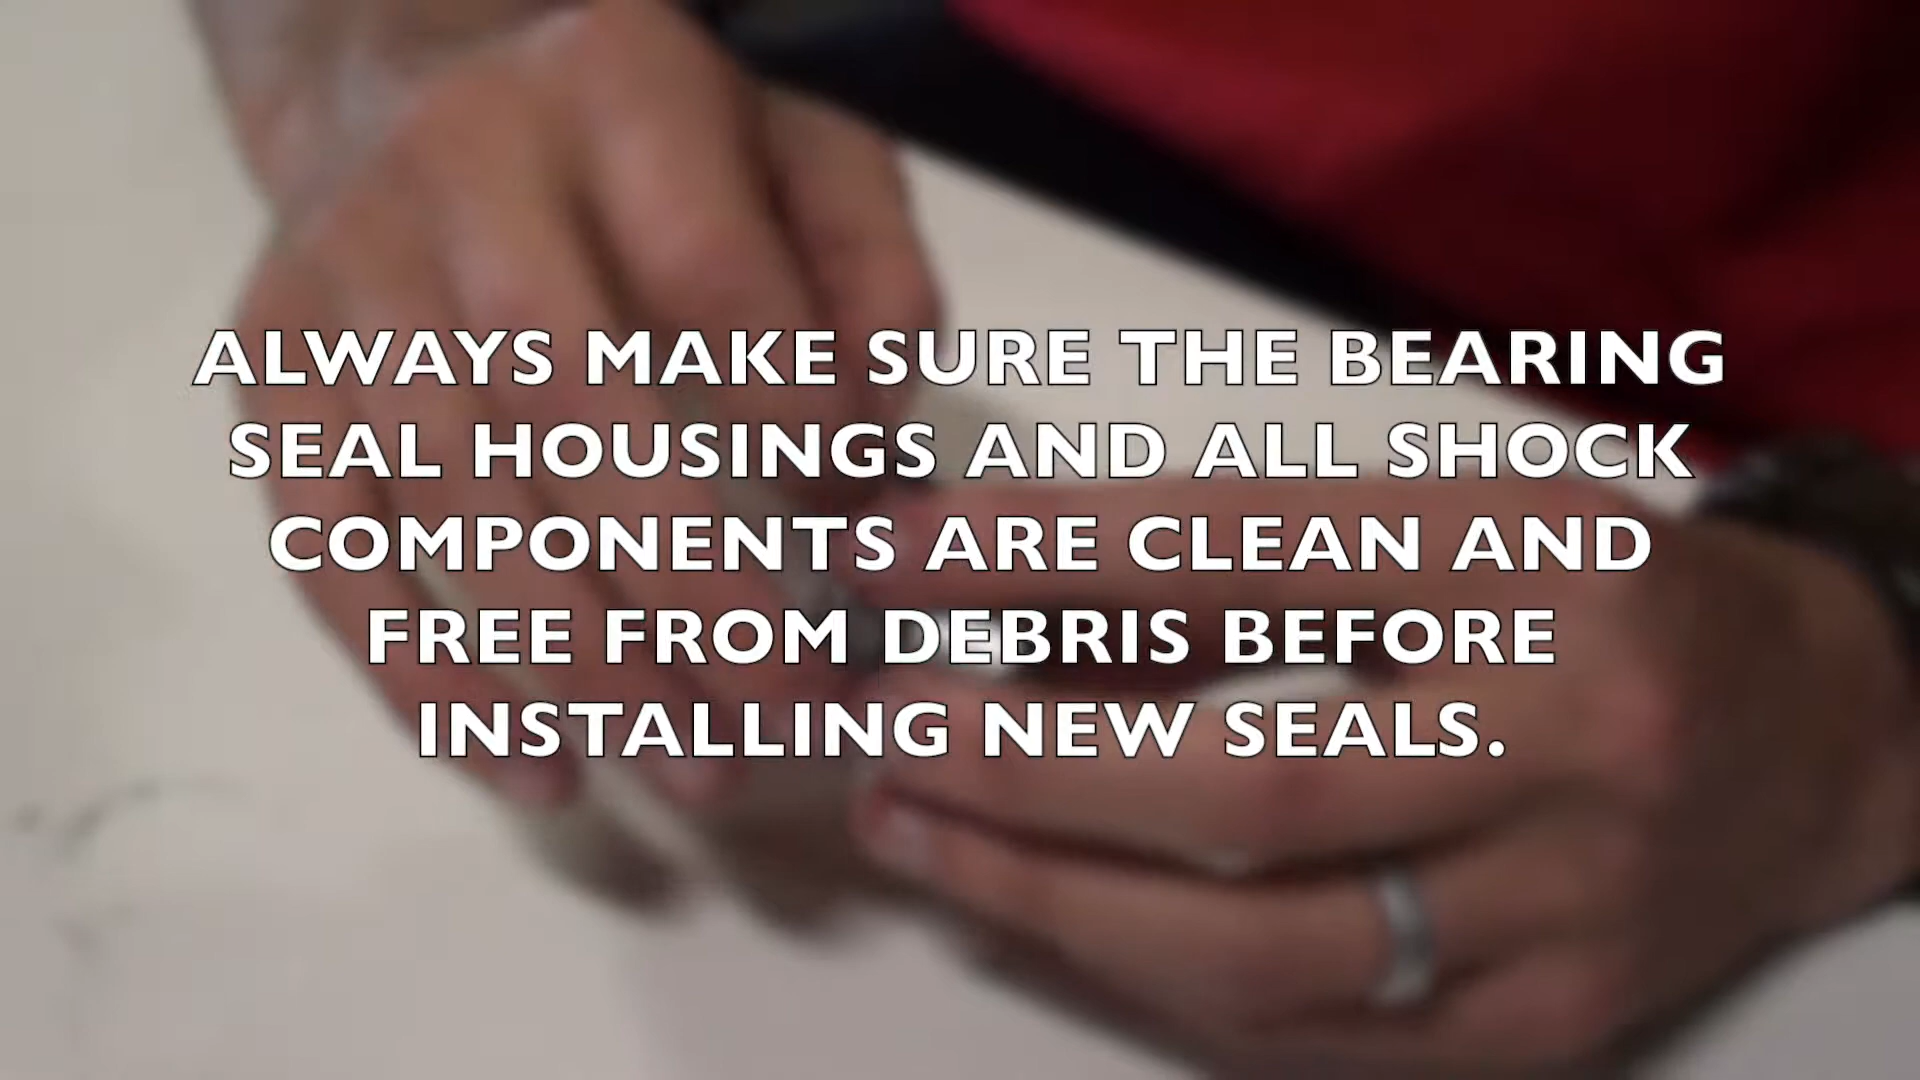 ALWAYS MAKE SURE THE BEARING
SEAL HOUSINGS AND ALL SHOCK
COMPONENTS ARE CLEAN AND
FREE FROM DEBRIS BEFORE
INSTALLING NEW SEALS.